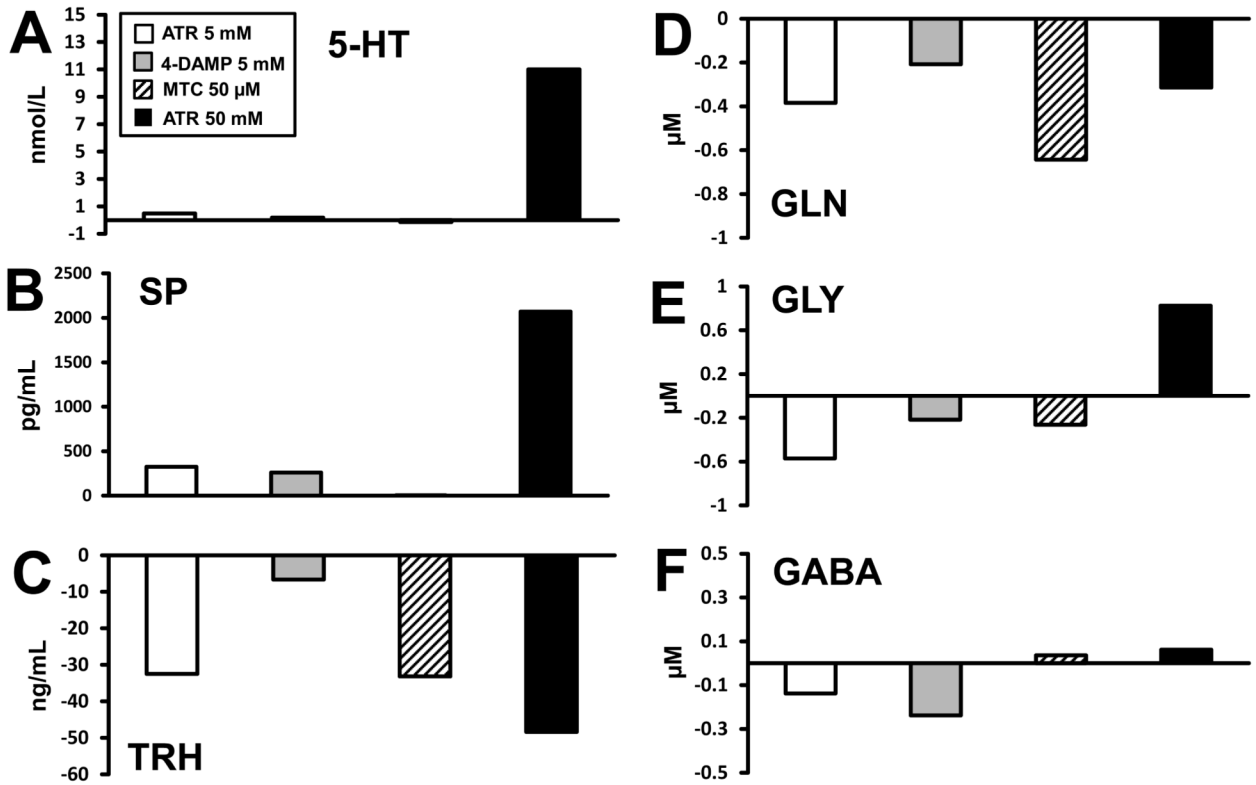 A
5-HT
nmol/L
15
13
11
9
7
5
3
1
-1
ATR 5 mM
4-DAMP 5 mM
MTC 50 µM
ATR 50 mM
B
SP
pg/mL
2500
2000
1500
1000
500
0
C
TRH
ng/mL
0
-10
-20
-30
-40
-50
-60
D
GLN
µM
0
-0.2
-0.4
-0.6
-0.8
-1
E
GLY
µM
1
0.6
0.2
-0.2
-0.6
-1
F
GABA
µM
0.5
0.3
0.1
-0.1
-0.3
-0.5